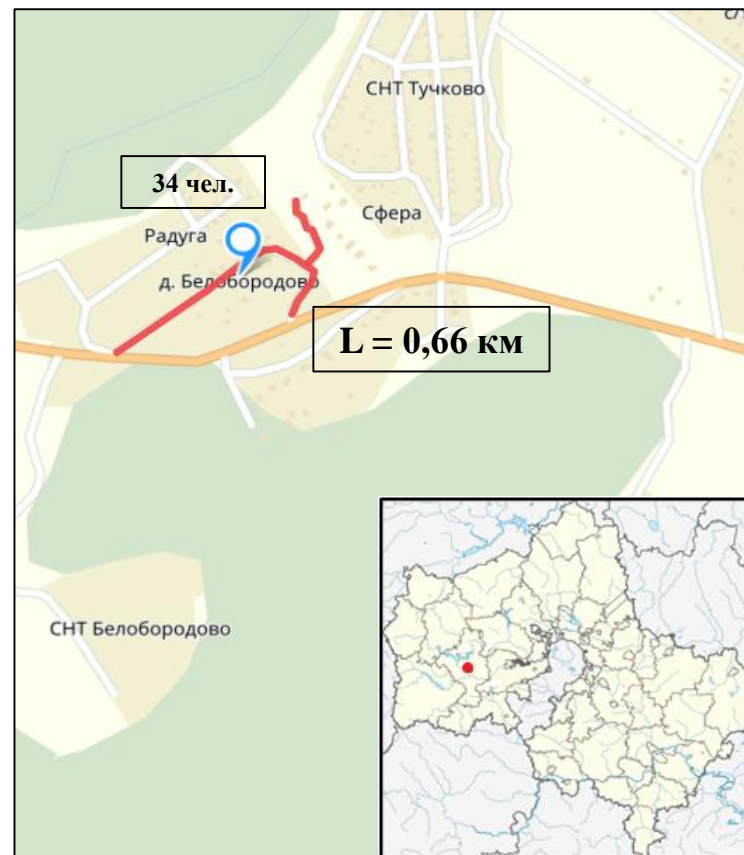 СНТ Тучково
34 чел.
Сфера
Радуга
д. Белобородово
L = 0,66 км
СНТ Белобородово